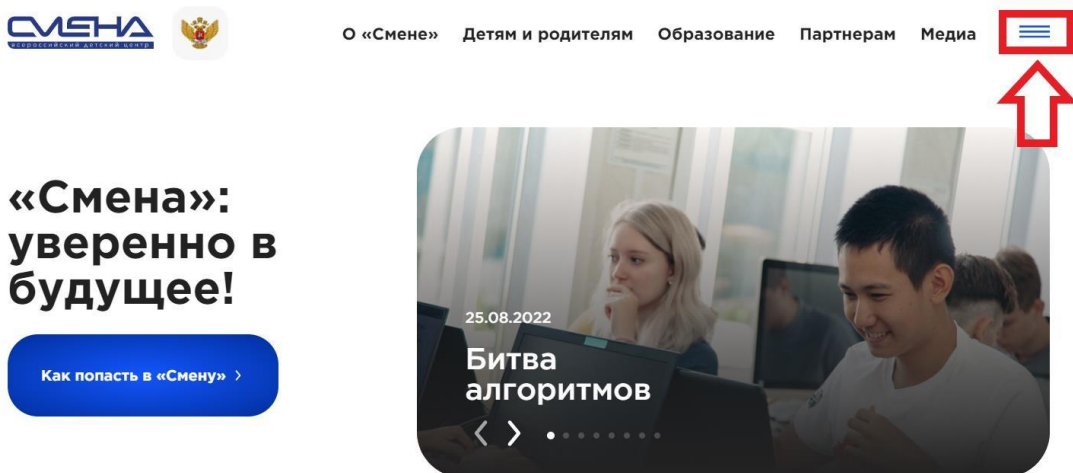 СМЕНА
всероссийский детский центр
О «Смене» Детям и родителям Образование Партнерам Медиа
«Смена»:
уверенно в
будущее!
Как попасть в «Смену» >
25.08.2022
Битва
алгоритмов